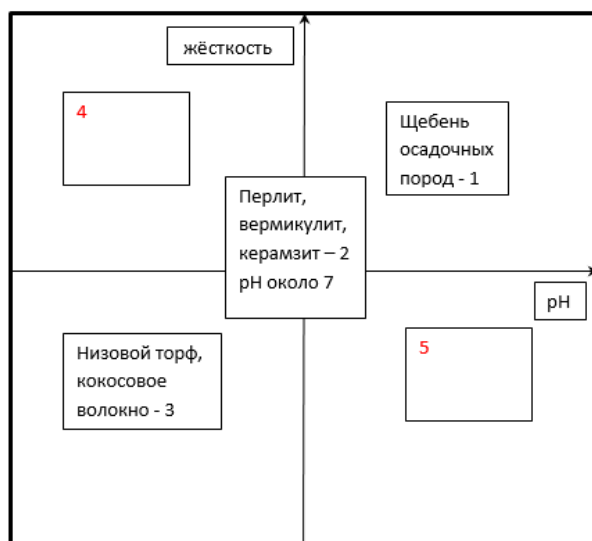 жёсткость
4
Щебень
осадочных
пород - 1
Перлит,
вермикулит,
керамзит – 2
pH около 7
pH
5
Низовой торф,
кокосовое
волокно - 3